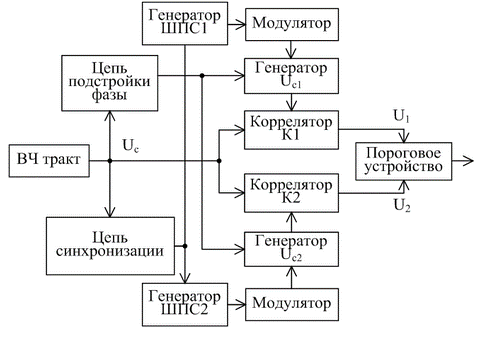 Генератор
ШПС1
Модулятор
Цепь
подстройки
фазы
Генератор
Uc1
Uc
Коррелятор
К1
U1
ВЧ тракт
Пороговое
устройство
Коррелятор
К2
U2
Цепь
синхронизации
Генератор
Uc2
Генератор
ШПС2
Модулятор